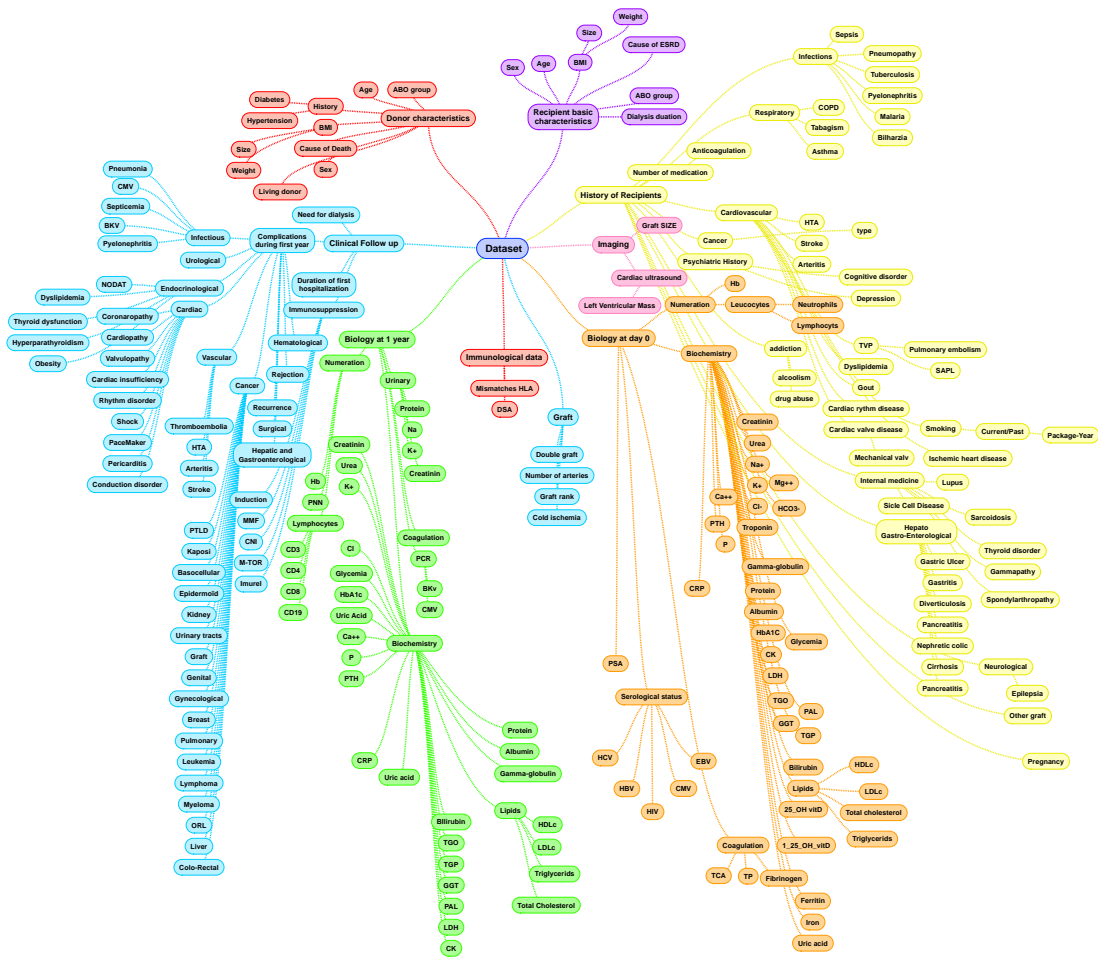 Dataset
Donor characteristics
ABO group
Age
History
Diabetes
Hypertension
BMI
Size
Weight
Cause of Death
Sex
Living donor
Recipient basic
characteristics
Sex
Age
BMI
Size
Weight
Cause of ESRD
ABO group
Dialysis duation
History of Recipients
Infections
Sepsis
Pneumopathy
Tuberculosis
Pyelonephritis
Malaria
Bilharzia
Respiratory
COPD
Tabagism
Asthma
Anticoagulation
Number of medication
Cardiovascular
HTA
Stroke
Arteritis
Cancer
type
Psychiatric History
Cognitive disorder
Depression
TVP
Pulmonary embolism
SAPL
Dyslipidemia
Gout
addiction
alcoolism
drug abuse
Cardiac rythm disease
Cardiac valve disease
Smoking
Current/Past
Package-Year
Mechanical valv
Ischemic heart disease
Internal medicine
Lupus
Sicle Cell Disease
Sarcoidosis
Hepato
Gastro-Enterological
Thyroid disorder
Gastric Ulcer
Gammapathy
Gastritis
Spondylarthropathy
Diverticulosis
Pancreatitis
Nephretic colic
Cirrhosis
Neurological
Pancreatitis
Epilepsia
Other graft
Pregnancy
Imaging
Graft SIZE
Cardiac ultrasound
Left Ventricular Mass
Biology at day 0
Numeration
Hb
Leucocytes
Neutrophils
Lymphocyts
Biochemistry
Creatinin
Urea
Na+
Mg++
K+
Ca++
Cl-
HCO3-
PTH
Troponin
P
Gamma-globulin
CRP
Protein
Albumin
HbA1C
Glycemia
CK
LDH
TGO
PAL
GGT
TGP
Bilirubin
Lipids
HDLc
LDLc
Total cholesterol
Triglycerids
25_OH vitD
1_25_OH_vitD
PSA
Serological status
HCV
HBV
HIV
CMV
EBV
Coagulation
TCA
TP
Fibrinogen
Ferritin
Iron
Uric acid
Clinical Follow up
Need for dialysis
Complications
during first year
Infectious
Pneumonia
CMV
Septicemia
BKV
Pyelonephritis
Urological
Endocrinological
NODAT
Dyslipidemia
Thyroid dysfunction
Hyperparathyroidism
Obesity
Cardiac
Coronaropathy
Cardiopathy
Valvulopathy
Cardiac insufficiency
Rhythm disorder
Shock
PaceMaker
Pericarditis
Conduction disorder
Duration of first
hospitalization
Immunosuppression
Hematological
Rejection
Vascular
Thromboembolia
HTA
Arteritis
Stroke
Cancer
Recurrence
Surgical
Hepatic and
Gastroenterological
Induction
MMF
CNI
M-TOR
Imurel
PTLD
Kaposi
Basocellular
Epidermoid
Kidney
Urinary tracts
Graft
Genital
Gynecological
Breast
Pulmonary
Leukemia
Lymphoma
Myeloma
ORL
Liver
Colo-Rectal
Biology at 1 year
Numeration
Urinary
Protein
Na
K+
Creatinin
Creatinin
Urea
K+
Hb
PNN
Lymphocytes
CD3
CD4
CD8
CD19
Coagulation
PCR
BKv
CMV
Cl
Glycemia
HbA1c
Uric Acid
Ca++
P
PTH
Biochemistry
CRP
Uric acid
Protein
Albumin
Gamma-globulin
Lipids
HDLc
LDLc
Triglycerids
Total Cholesterol
BIlirubin
TGO
TGP
GGT
PAL
LDH
CK
Immunological data
Mismatches HLA
DSA
Graft
Double graft
Number of arteries
Graft rank
Cold ischemia